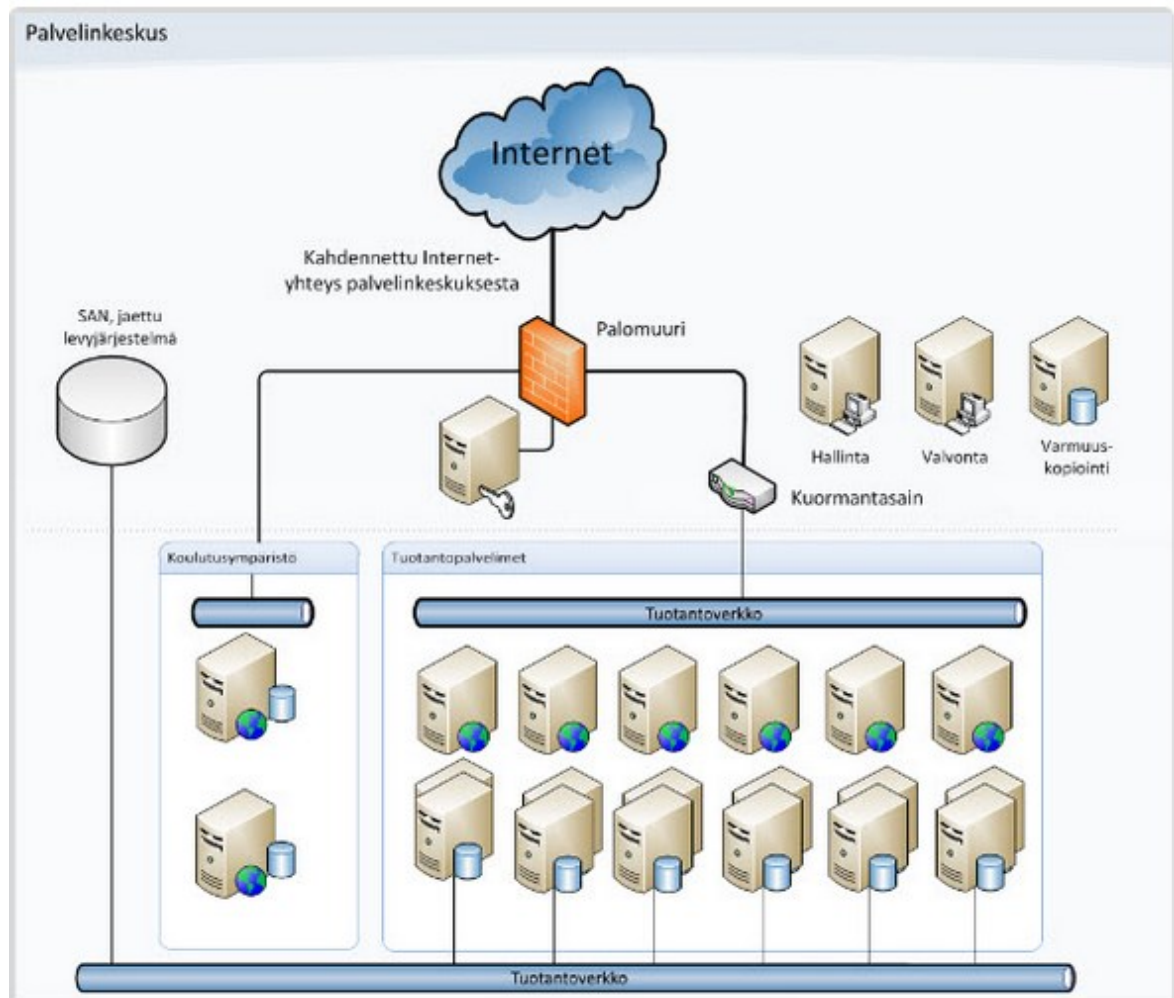 Palvelinkeskus
Internet
Kahdennettu Internet-
yhteys palvelinkeskuksesta
SAN, jaettu
levyjärjestelmä
Palomuuri
Hallinta
Valvonta
Varmuus-
kopiointi
Kuormantasain
Koulutusympäristö
Tuotantopalvelimet
Tuotantoverkko
Tuotantoverkko